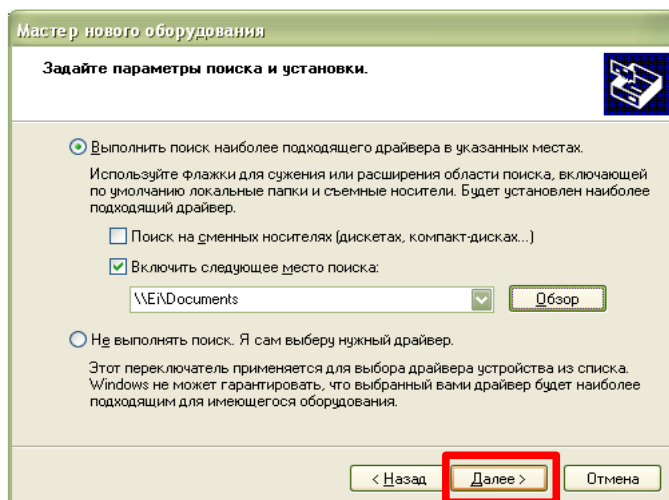 Мастер нового оборудования
Задайте параметры поиска и установки.
Выполнить поиск наиболее подходящего драйвера в указанных местах.
Используйте флажки для сужения или расширения области поиска, включающей
по умолчанию локальные папки и съемные носители. Будет установлен наиболее
подходящий драйвер.
Поиск на сменных носителях (дискетах, компакт-дисках...)
Включить следующее место поиска:
\\Ei\Documents
Обзор
Не выполнять поиск. Я сам выберу нужный драйвер.
Этот переключатель применяется для выбора драйвера устройства из списка.
Windows не может гарантировать, что выбранный вами драйвер будет наиболее
подходящим для имеющегося оборудования.
< Назад Далее > Отмена